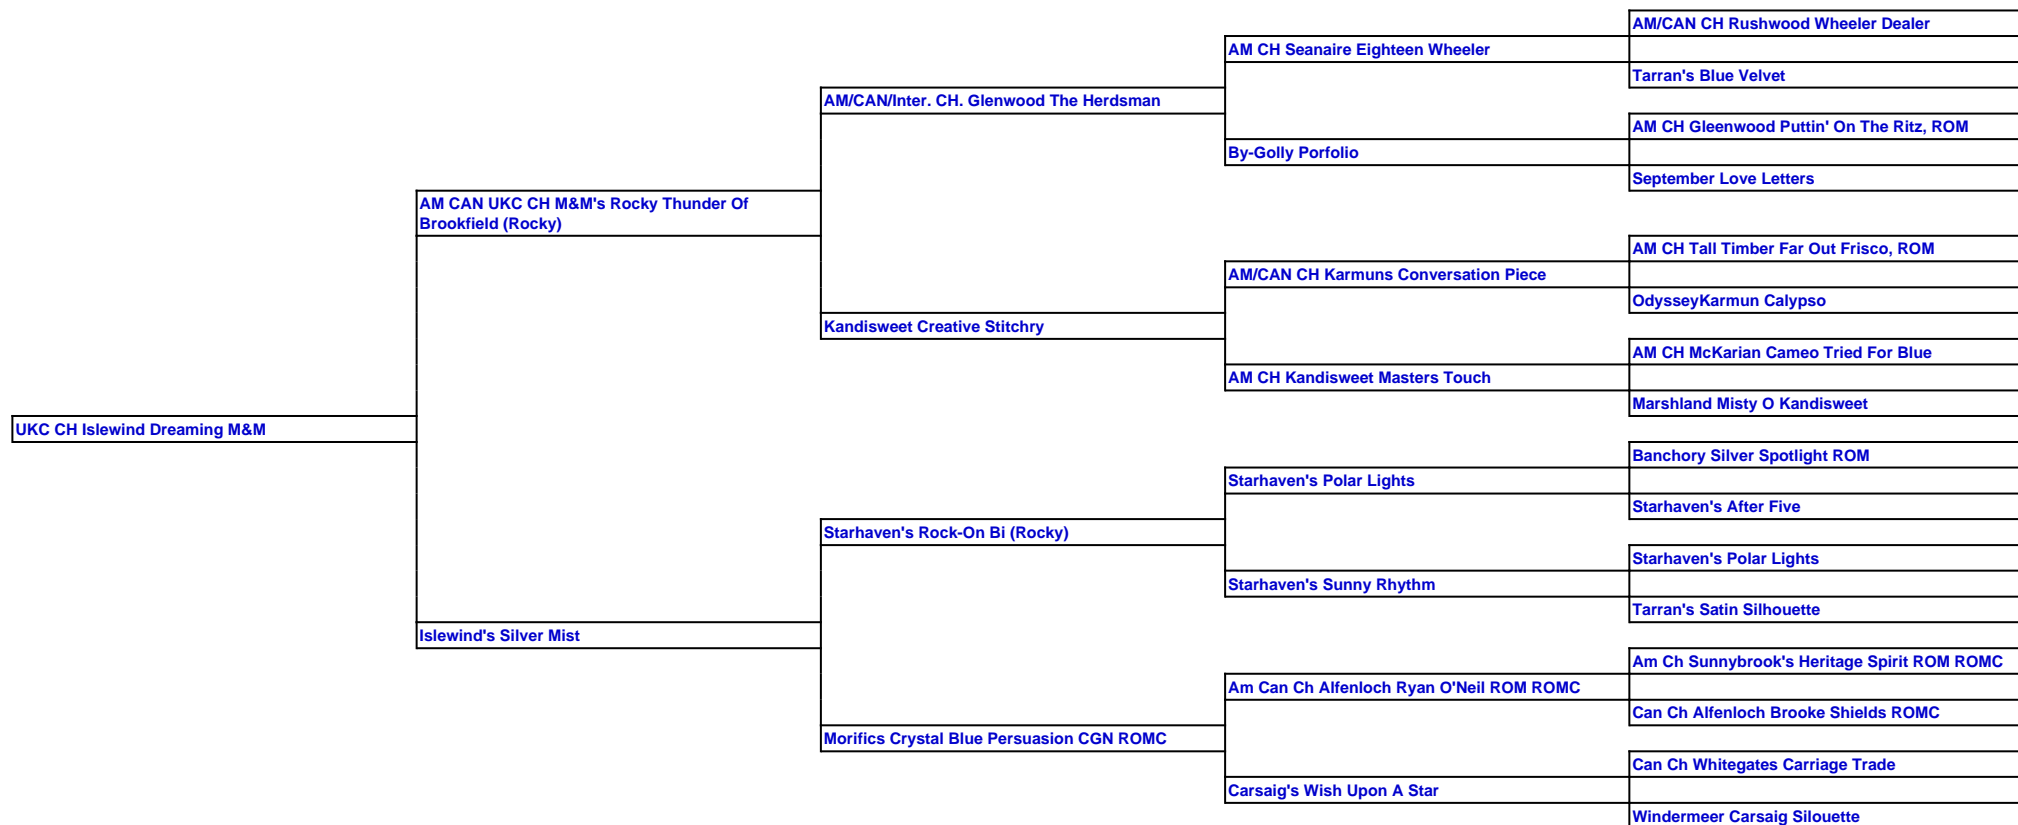 AM/CAN CH Rushwood Wheeler Dealer
AM CH Seanaire Eighteen Wheeler
Tarran's Blue Velvet
AM/CAN/Inter. CH. Glenwood The Herdsman
AM CH Gleenwood Puttin' On The Ritz, ROM
By-Golly Porfolio
September Love Letters
AM CAN UKC CH M&M's Rocky Thunder Of
Brookfield (Rocky)
AM CH Tall Timber Far Out Frisco, ROM
AM/CAN CH Karmuns Conversation Piece
OdysseyKarmun Calypso
Kandisweet Creative Stitchry
AM CH McKarian Cameo Tried For Blue
AM CH Kandisweet Masters Touch
Marshland Misty O Kandisweet
UKC CH Islewind Dreaming M&M
Banchory Silver Spotlight ROM
Starhaven's Polar Lights
Starhaven's After Five
Starhaven's Rock-On Bi (Rocky)
Starhaven's Polar Lights
Starhaven's Sunny Rhythm
Tarran's Satin Silhouette
Islewind's Silver Mist
Am Ch Sunnybrook's Heritage Spirit ROM ROMC
Am Can Ch Alfenloch Ryan O'Neil ROM ROMC
Can Ch Alfenloch Brooke Shields ROMC
Morifics Crystal Blue Persuasion CGN ROMC
Can Ch Whitegates Carriage Trade
Carsaig's Wish Upon A Star
Windermeer Carsaig Silouette